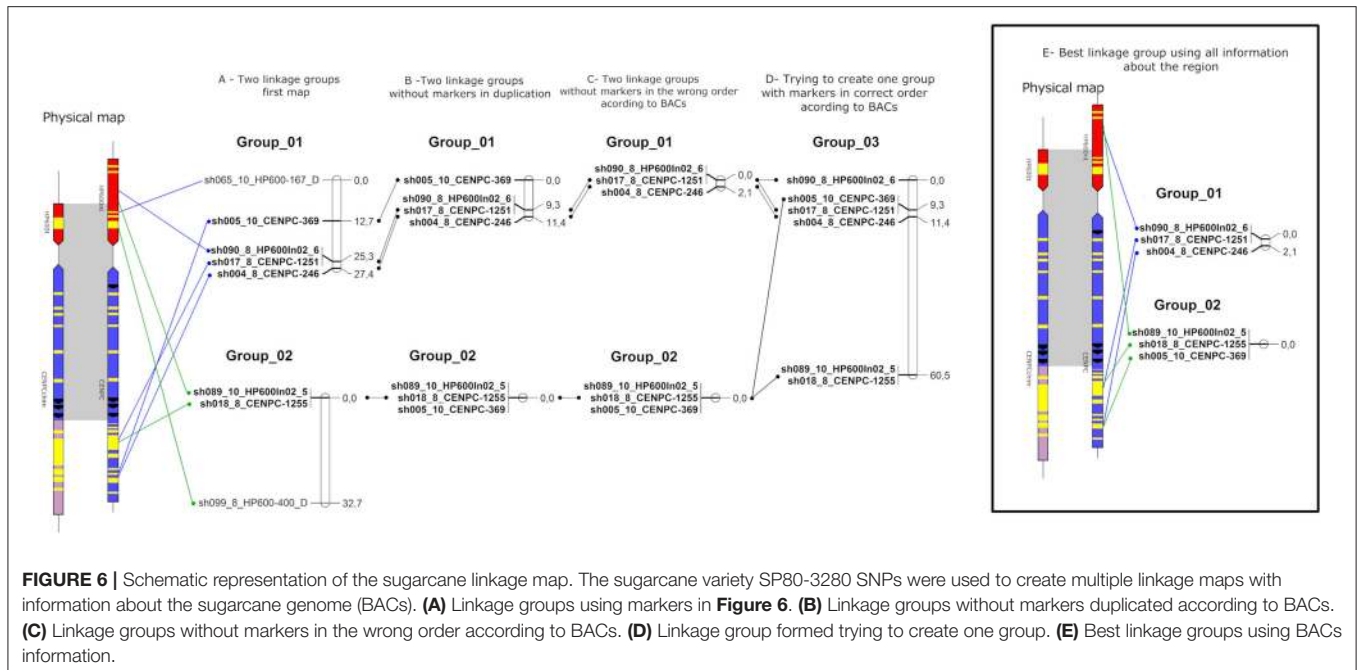 A - Two linkage groups
first map
B -Two linkage groups
without markers in duplication
C- Two linkage groups
without markers in the wrong order
acording to BACs
D- Trying to create one group
with markers in correct order
acording to BACs
E- Best linkage group using all information
about the region
Physical map
Group_01
sh065_10_HP600-167_D 0,0
sh005_10_CENPC-369 12,7
sh090_8_HP600In02_6 25,3
sh017_8_CENPC-1251
sh004_8_CENPC-246 27,4
Group_02
sh089_10_HP600In02_5 0,0
sh018_8_CENPC-1255
sh099_8_HP600-400_D 32,7
Group_01
sh005_10_CENPC-369 0,0
sh090_8_HP600In02_6
sh017_8_CENPC-1251 9,3
sh004_8_CENPC-246 11,4
Group_02
sh089_10_HP600In02_5
sh018_8_CENPC-1255 0,0
sh005_10_CENPC-369
Group_01
sh090_8_HP600In02_6 0,0
sh017_8_CENPC-1251
sh004_8_CENPC-246 2,1
Group_02
sh089_10_HP600In02_5
sh018_8_CENPC-1255 0,0
sh005_10_CENPC-369
Group_03
sh090_8_HP600In02_6 0,0
sh005_10_CENPC-369
sh017_8_CENPC-1251 9,3
sh004_8_CENPC-246 11,4
sh089_10_HP600In02_5 60,5
sh018_8_CENPC-1255
Physical map
CENPC
Group_01
sh090_8_HP600In02_6 0,0
sh017_8_CENPC-1251
sh004_8_CENPC-246 2,1
Group_02
sh089_10_HP600In02_5
sh018_8_CENPC-1255 0,0
sh005_10_CENPC-369
CENPC
FIGURE 6 | Schematic representation of the sugarcane linkage map. The sugarcane variety SP80-3280 SNPs were used to create multiple linkage maps with
information about the sugarcane genome (BACs). (A) Linkage groups using markers in Figure 6. (B) Linkage groups without markers duplicated according to BACs.
(C) Linkage groups without markers in the wrong order according to BACs. (D) Linkage group formed trying to create one group. (E) Best linkage groups using BACs
information.